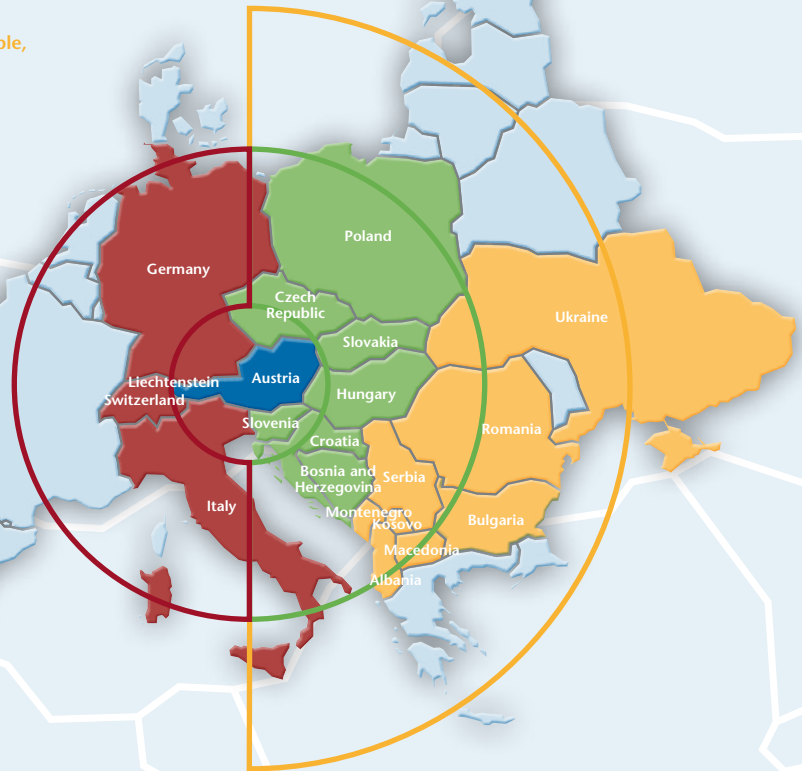 ple,
Poland
Germany
Czech
Republic
Ukraine
Slovakia
Austria
Liechtenstein
Switzerland
Hungary
Slovenia
Romania
Croatia
Bosnia and
Herzegovina
Serbia
Italy
Montenegro
Kosovo
Bulgaria
Macedonia
Albania